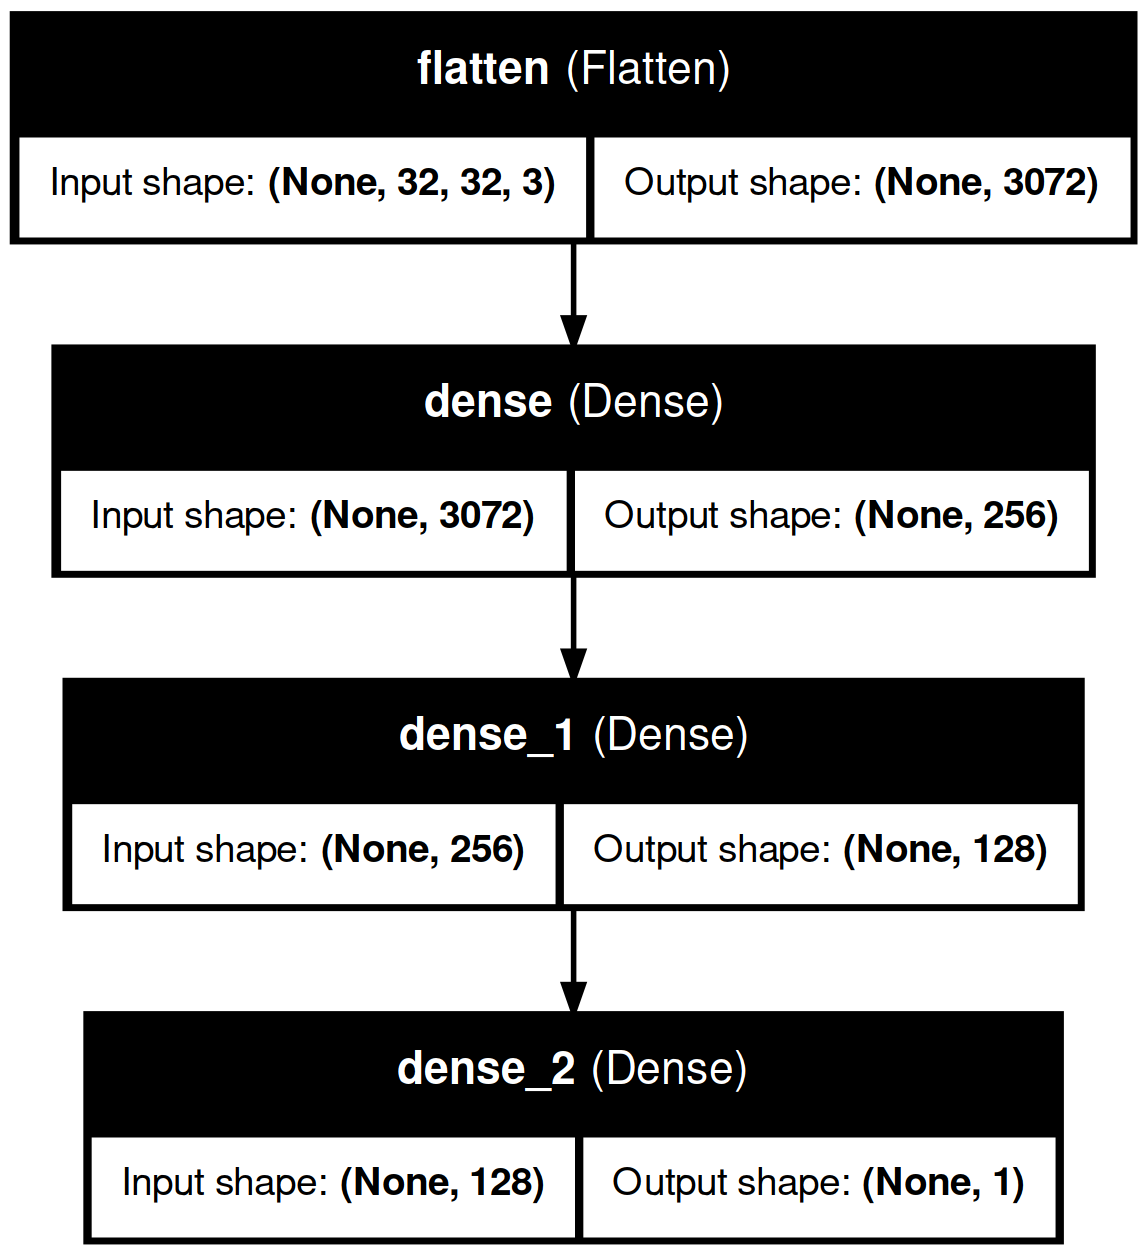 flatten (Flatten)
Input shape: (None, 32, 32, 3) Output shape: (None, 3072)
dense (Dense)
Input shape: (None, 3072) Output shape: (None, 256)
dense_1 (Dense)
Input shape: (None, 256) Output shape: (None, 128)
dense_2 (Dense)
Input shape: (None, 128) Output shape: (None, 1)